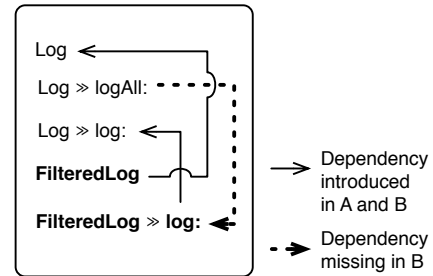 Log
Log ≫ logAll:
Log ≫ log:
FilteredLog
FilteredLog ≫ log:
Dependency
introduced
in A and B
Dependency
missing in B